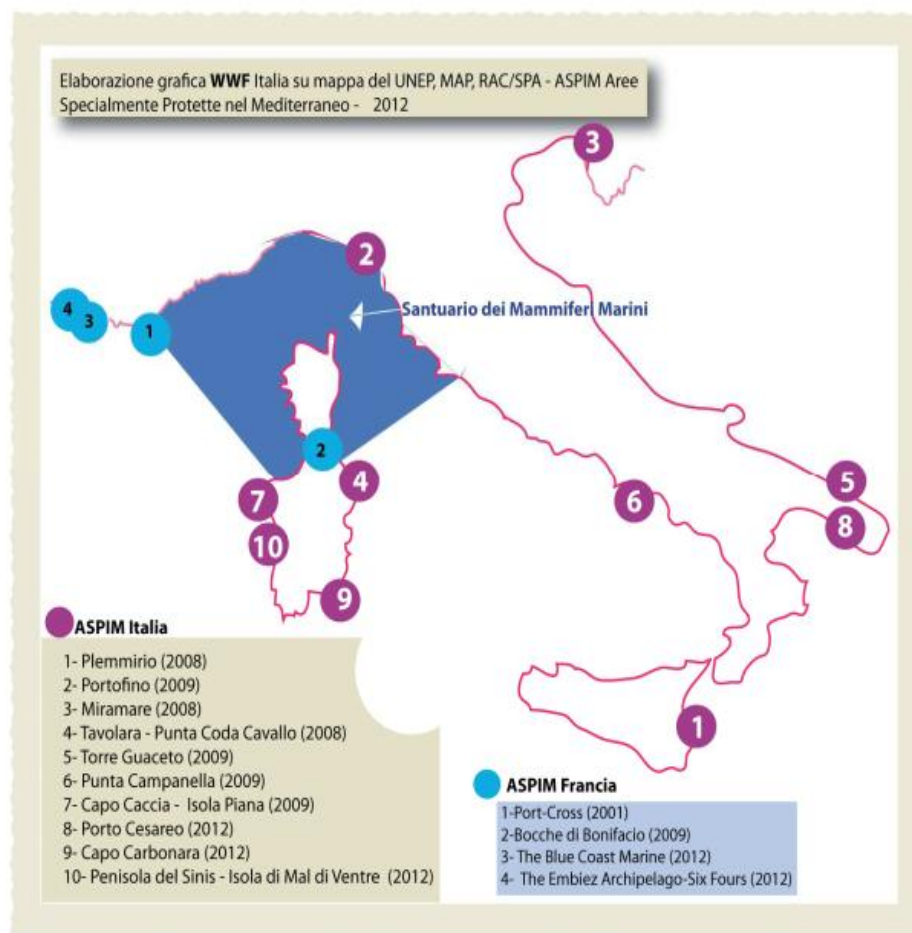 Elaborazione grafica WWF Italia su mappa del UNEP, MAP, RAC/SPA - ASPIM Aree
Specialmente Protette nel Mediterraneo - 2012
3
2
Santuario dei Mammiferi Marini
4
3
1
2
4
7
5
6
8
10
9
1
ASPIM Italia
1- Plemmirio (2008)
2- Portofino (2009)
3- Miramare (2008)
4- Tavolara - Punta Coda Cavallo (2008)
5- Torre Guaceto (2009)
6- Punta Campanella (2009)
7- Capo Caccia - Isola Piana (2009)
8- Porto Cesareo (2012)
9- Capo Carbonara (2012)
10- Penisola del Sinis - Isola di Mal di Ventre (2012)
ASPIM Francia
1-Port-Cross (2001)
2-Bocche di Bonifacio (2009)
3- The Blue Coast Marine (2012)
4- The Embiez Archipelago-Six Fours (2012)